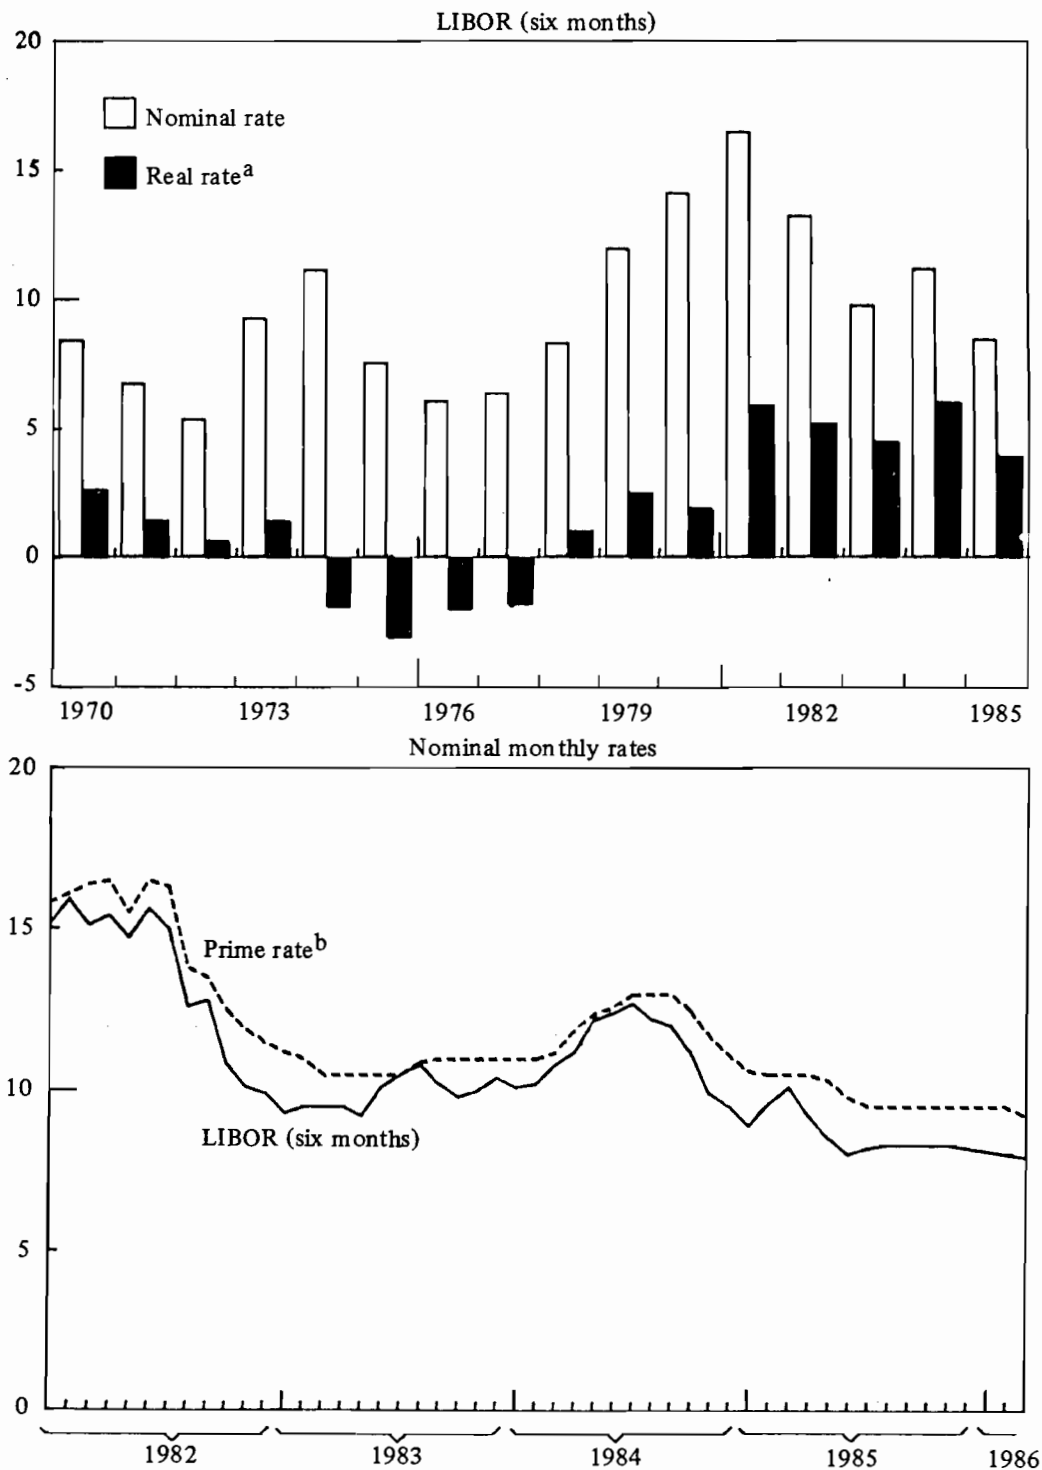 LIBOR (six months)
20
Nominal rate
15
Real rate a
10
5
0
-5
1970 1973 1976 1979 1982 1985
Nominal monthly rates
20
15
Prime rate b
10
LIBOR (six months)
5
0
1982 1983 1984 1985 1986